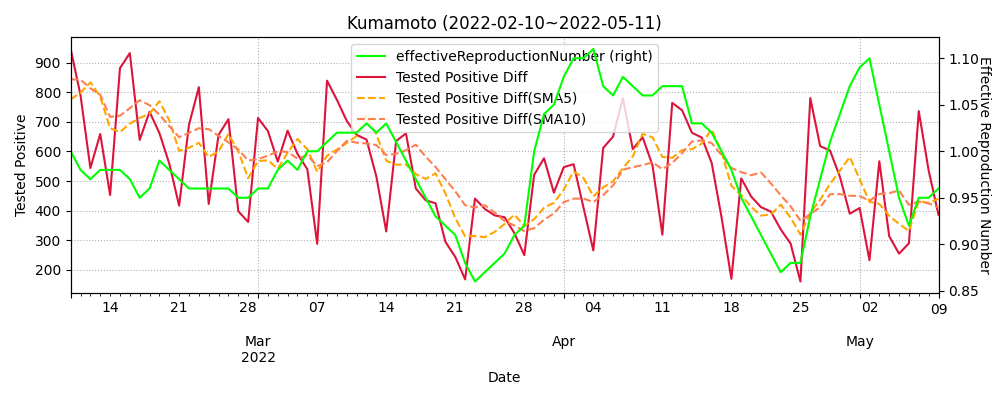 Kumamoto (2022-02-10~2022-05-11)
effectiveReproductionNumber (right)
Tested Positive Diff
Tested Positive Diff(SMA5)
Tested Positive Diff(SMA10)
Tested Positive
900
800
700
600
500
400
300
200
Effective Reproduction Number
1.10
1.05
1.00
0.95
0.90
0.85
14 21 28 07 14 21 28 04 11 18 25 02 09
Mar Apr May
2022
Date